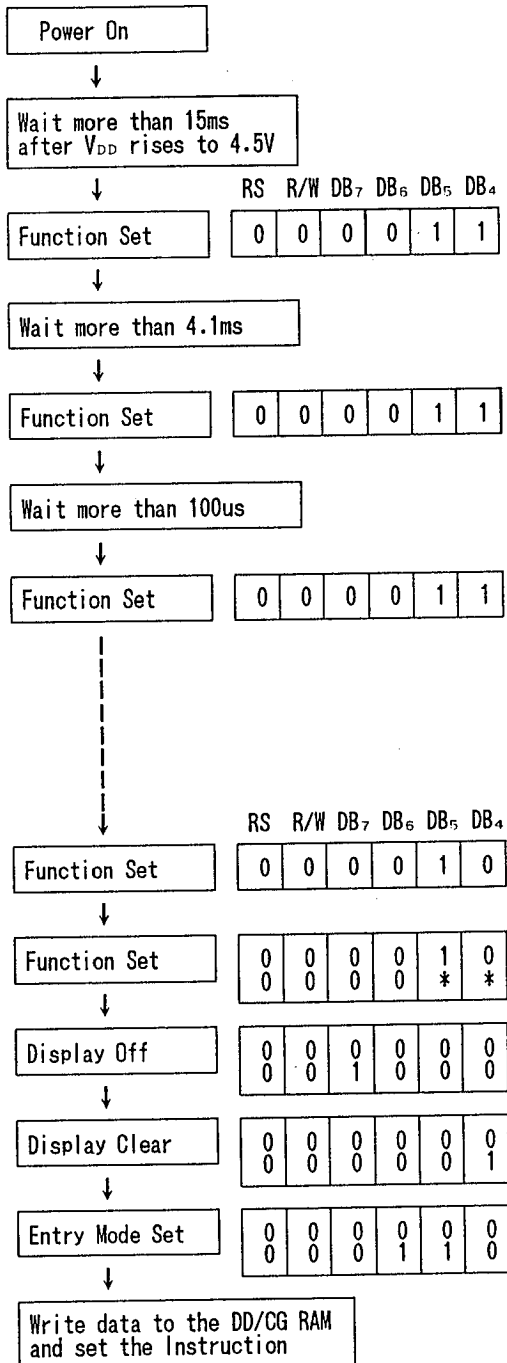 Power On
↓
Wait more than 15ms
after VDD rises to 4.5V
↓
RS R/W DB₇ DB₆ DB₅ DB₄
Function Set 0 0 0 0 1 1
↓
Wait more than 4.1ms
↓
Function Set 0 0 0 0 1 1
↓
Wait more than 100us
↓
Function Set 0 0 0 0 1 1
RS R/W DB₇ DB₆ DB₅ DB₄
Function Set 0 0 0 0 1 0
↓
Function Set 0 0 0 0 1 0
0 0 0 0 * *
↓
Display Off 0 0 0 0 0 0
0 0 1 0 0 0
↓
Display Clear 0 0 0 0 0 0
0 0 0 0 0 1
↓
Entry Mode Set 0 0 0 0 0 0
0 0 0 1 1 0
↓
Write data to the DD/CG RAM
and set the Instruction